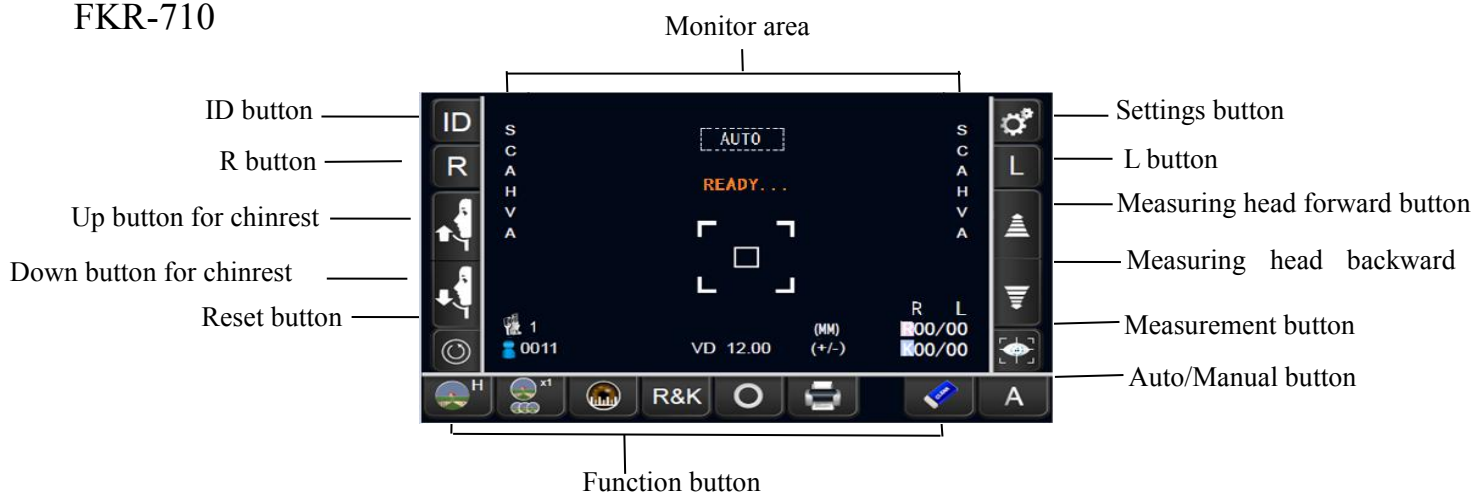 FKR-710
Monitor area
ID button
R button
Up button for chinrest
Down button for chinrest
Reset button
ID
R
S
C
A
H
V
A
AUTO
READY...
S
C
A
H
V
A
L
1
0011
VD 12.00
(MM)
(+/-)
R L
R00/00
K00/00
H
x1
R&K
A
Settings button
L button
Measuring head forward button
Measuring head backward
Measurement button
Auto/Manual button
Function button